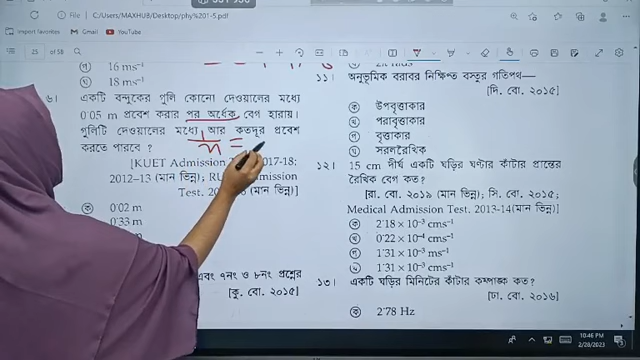 C:/Users/MAXHUB/Desktop/phy%201-5.pdf
Import favorites
Gmail
YouTube
25 of 58
16 ms⁻¹
ঘ 18 ms⁻¹
৬। একটি বন্দুকের গুলি কোনো দেওয়ালের মধ্যে
0·05 m প্রবেশ করার পর অর্ধেক বেগ হারায়।
গুলিটি দেওয়ালের মধ্যে আর কতদূর প্রবেশ
করতে পারবে ?
1/n =
[KUET Admission 2017-18;
2012–13 (মান ভিন্ন); Admission
Test. (মান ভিন্ন)]
ক 0·02 m
0·33 m
এবং ৭নং ও ৮নং প্রশ্নের
[কু. বো. ২০১৫]
১১। অনুভূমিক বরাবর নিক্ষিপ্ত বস্তুর গতিপথ—
[দি. বো. ২০১৫]
ক উপবৃত্তাকার
খ পরাবৃত্তাকার
গ বৃত্তাকার
ঘ সরলরৈখিক
১২। 15 cm দীর্ঘ একটি ঘড়ির ঘণ্টার কাঁটার প্রান্তের
রৈখিক বেগ কত?
[রা. বো. ২০১৯ (মান ভিন্ন); সি. বো. ২০১৫;
Medical Admission Test. 2013-14 (মান ভিন্ন)]
ক 2·18 × 10⁻³ cms⁻¹
খ 0·22 × 10⁻⁴ cms⁻¹
গ 1·31 × 10⁻³ ms⁻¹
ঘ 1·31 × 10⁻³ cms⁻¹
১৩। একটি ঘড়ির মিনিটের কাঁটার কম্পাঙ্ক কত?
[ঢা. বো. ২০১৬]
ক 2·78 Hz
10:46 PM
2/28/2023